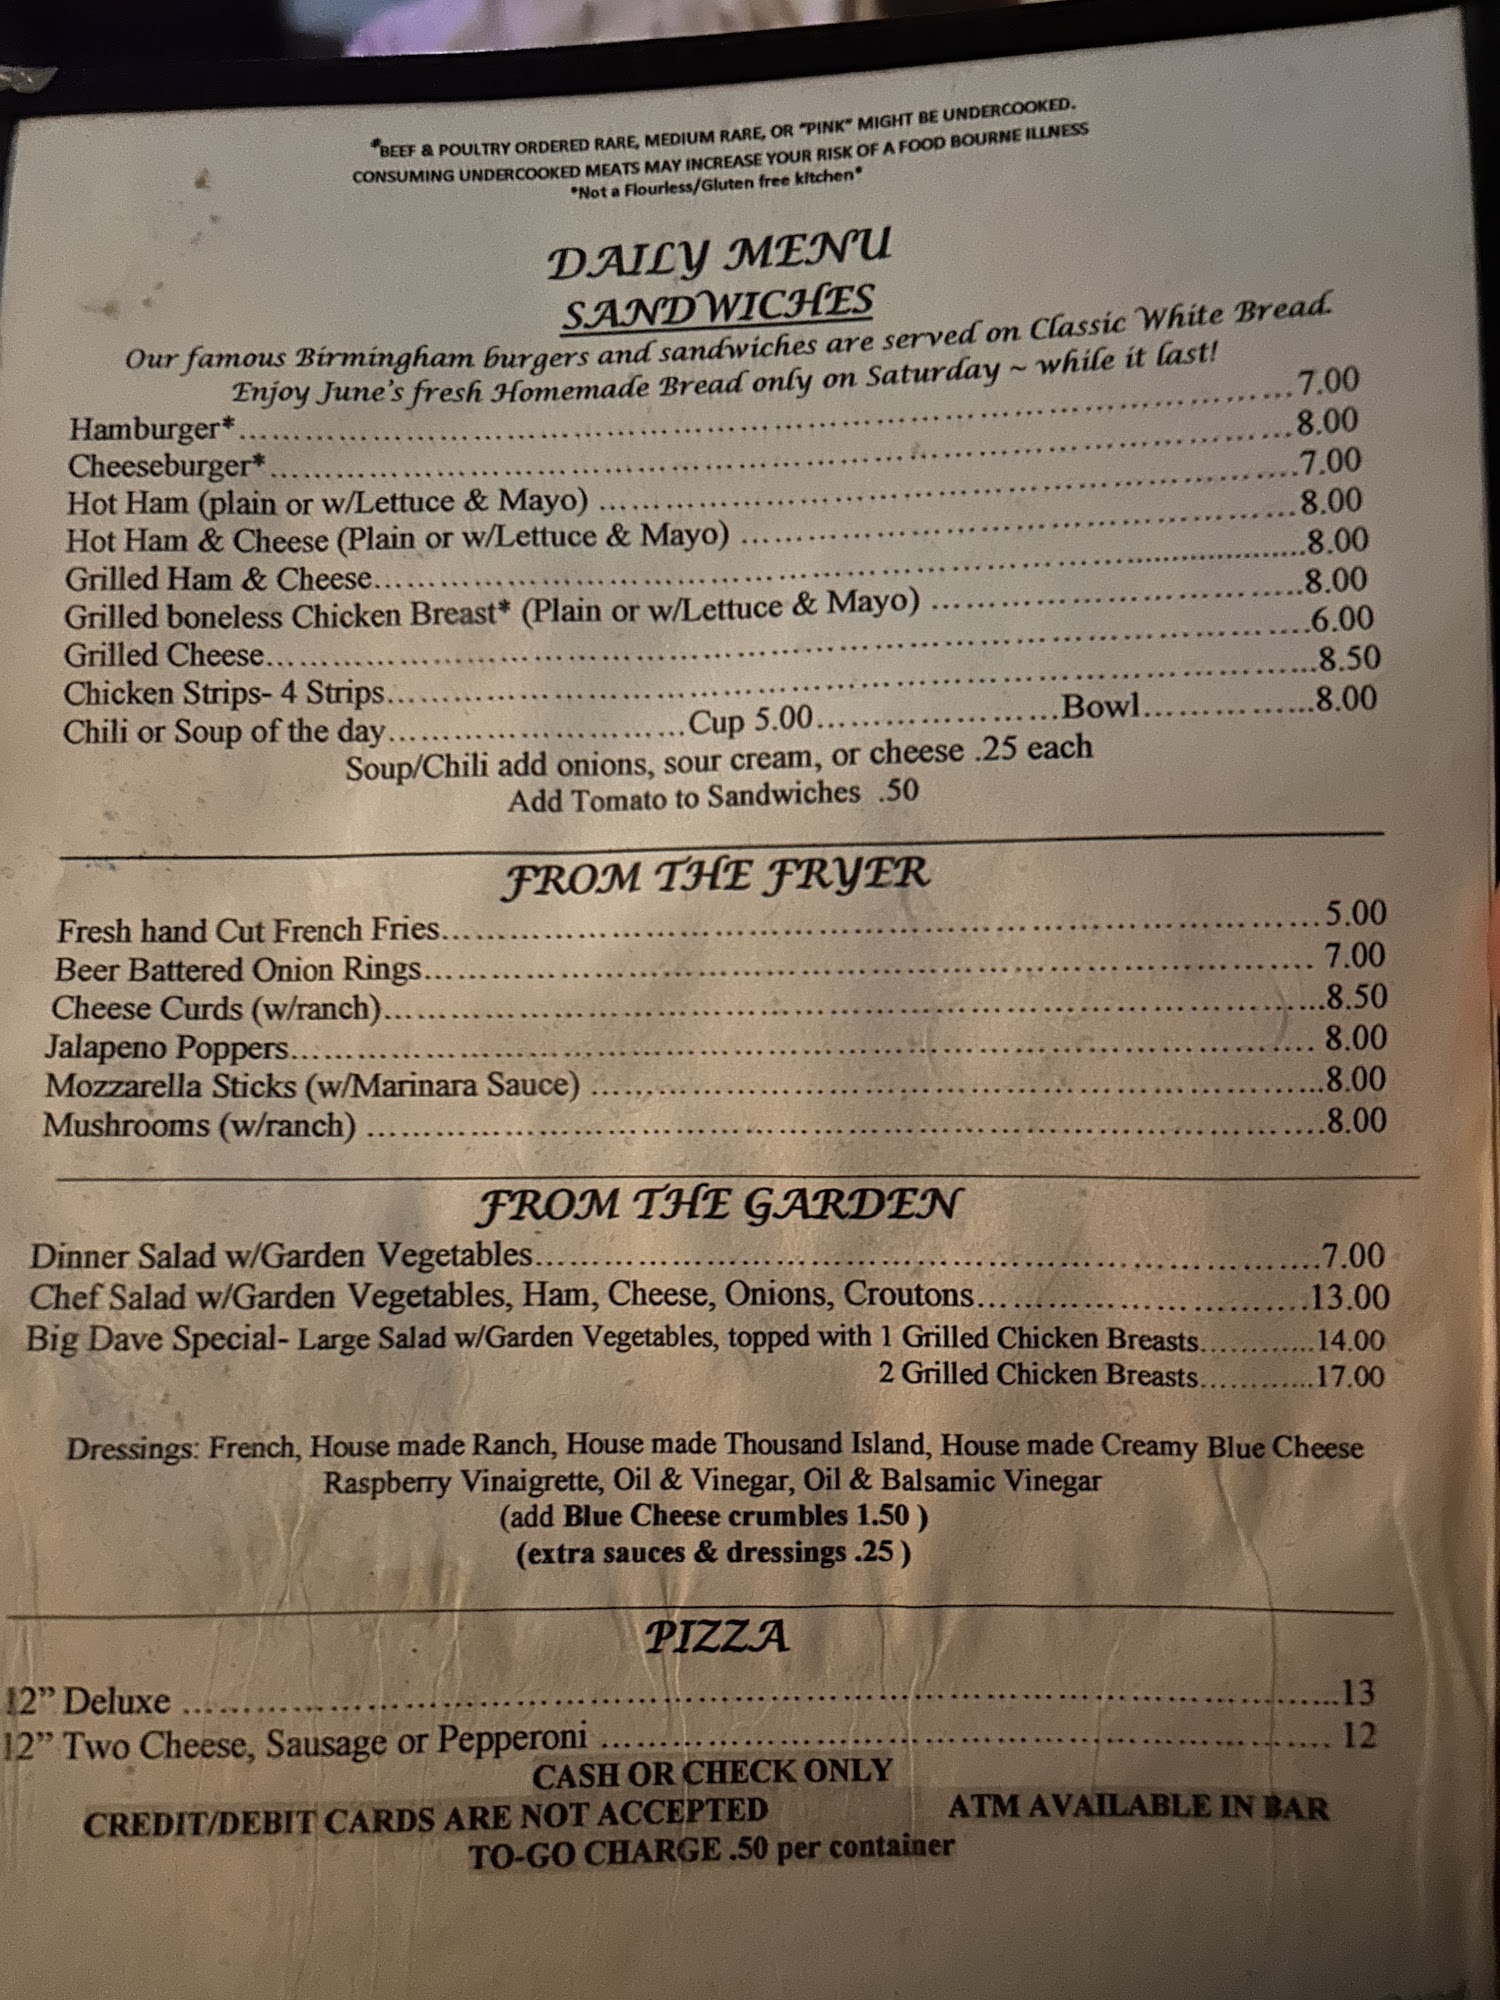 *BEEF & POULTRY ORDERED RARE, MEDIUM RARE, OR "PINK" MIGHT BE UNDERCOOKED.
CONSUMING UNDERCOOKED MEATS MAY INCREASE YOUR RISK OF A FOOD BOURNE ILLNESS
*Not a Flourless/Gluten free kitchen*
DAILY MENU
SANDWICHES
Our famous Birmingham burgers and sandwiches are served on Classic White Bread.
Enjoy June's fresh Homemade Bread only on Saturday ~ while it last!
Hamburger*.....7.00
Cheeseburger*.....8.00
Hot Ham (plain or w/Lettuce & Mayo) .....7.00
Hot Ham & Cheese (Plain or w/Lettuce & Mayo) .....8.00
Grilled Ham & Cheese.....8.00
Grilled boneless Chicken Breast* (Plain or w/Lettuce & Mayo) .....8.00
Grilled Cheese.....6.00
Chicken Strips- 4 Strips.....8.50
Chili or Soup of the day.....Cup 5.00.....Bowl.....8.00
Soup/Chili add onions, sour cream, or cheese .25 each
Add Tomato to Sandwiches .50
FROM THE FRYER
Fresh hand Cut French Fries.....5.00
Beer Battered Onion Rings..... 7.00
Cheese Curds (w/ranch).....8.50
Jalapeno Poppers..... 8.00
Mozzarella Sticks (w/Marinara Sauce) .....8.00
Mushrooms (w/ranch) .....8.00
FROM THE GARDEN
Dinner Salad w/Garden Vegetables.....7.00
Chef Salad w/Garden Vegetables, Ham, Cheese, Onions, Croutons.....13.00
Big Dave Special- Large Salad w/Garden Vegetables, topped with 1 Grilled Chicken Breasts.....14.00
2 Grilled Chicken Breasts.....17.00
Dressings: French, House made Ranch, House made Thousand Island, House made Creamy Blue Cheese
Raspberry Vinaigrette, Oil & Vinegar, Oil & Balsamic Vinegar
(add Blue Cheese crumbles 1.50 )
(extra sauces & dressings .25 )
PIZZA
12" Deluxe .....13
12" Two Cheese, Sausage or Pepperoni ..... 12
CASH OR CHECK ONLY
CREDIT/DEBIT CARDS ARE NOT ACCEPTED ATM AVAILABLE IN BAR
TO-GO CHARGE .50 per container